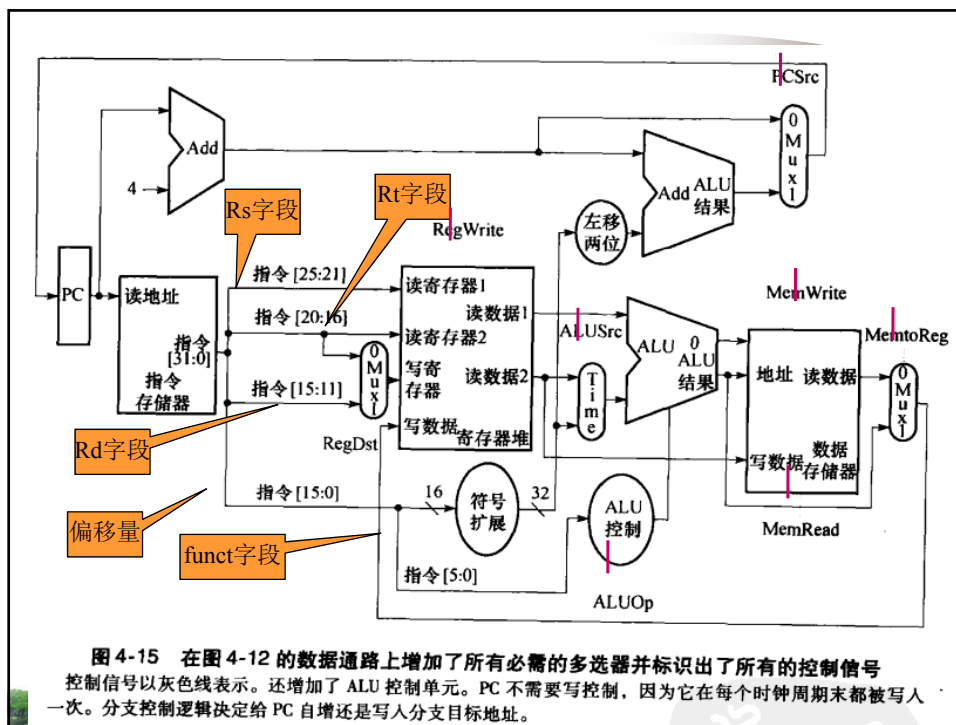 PCSrc
0
M
u
x
1
Add
4
Add ALU
结果
Rs字段
Rt字段
RegWrite
左移
两位
指令 [25:21]
PC
读地址
读寄存器1
读数据1
MemWrite
指令 [20:16]
ALUSrc
MemtoReg
指令
[31:0]
读寄存器2
0
M
u
x
1
写寄
存器
读数据2
T
i
m
e
ALU
0
ALU
结果
地址
读数据
0
M
u
x
1
指令
存储器
指令 [15:11]
写数据
寄存器堆
RegDst
Rd字段
写数据
数据
存储器
指令 [15:0]
16
符号
扩展
32
ALU
控制
MemRead
偏移量
funct字段
指令 [5:0]
ALUOp
图 4-15 在图 4-12 的数据通路上增加了所有必需的多选器并标识出了所有的控制信号
控制信号以灰色线表示。还增加了 ALU 控制单元。PC 不需要写控制，因为它在每个时钟周期末都被写入
一次。分支控制逻辑决定给 PC 自增还是写入分支目标地址。